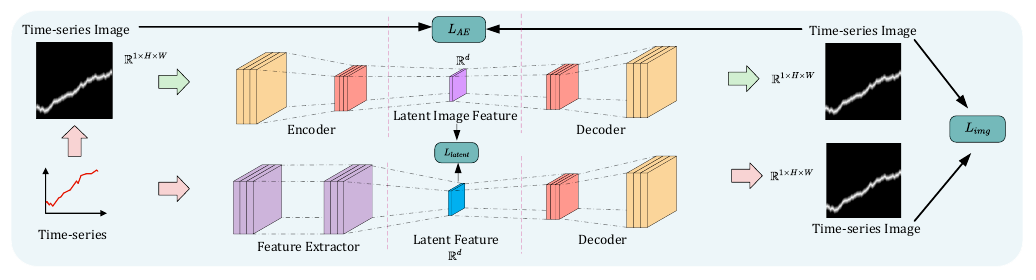 Time-series Image
L_AE
Time-series Image
ℝ^{1×H×W}
ℝ^d
ℝ^{1×H×W}
Encoder
Latent Image Feature
Decoder
L_img
L_latent
ℝ^{1×H×W}
Time-series
Feature Extractor
Latent Feature
ℝ^d
Decoder
Time-series Image